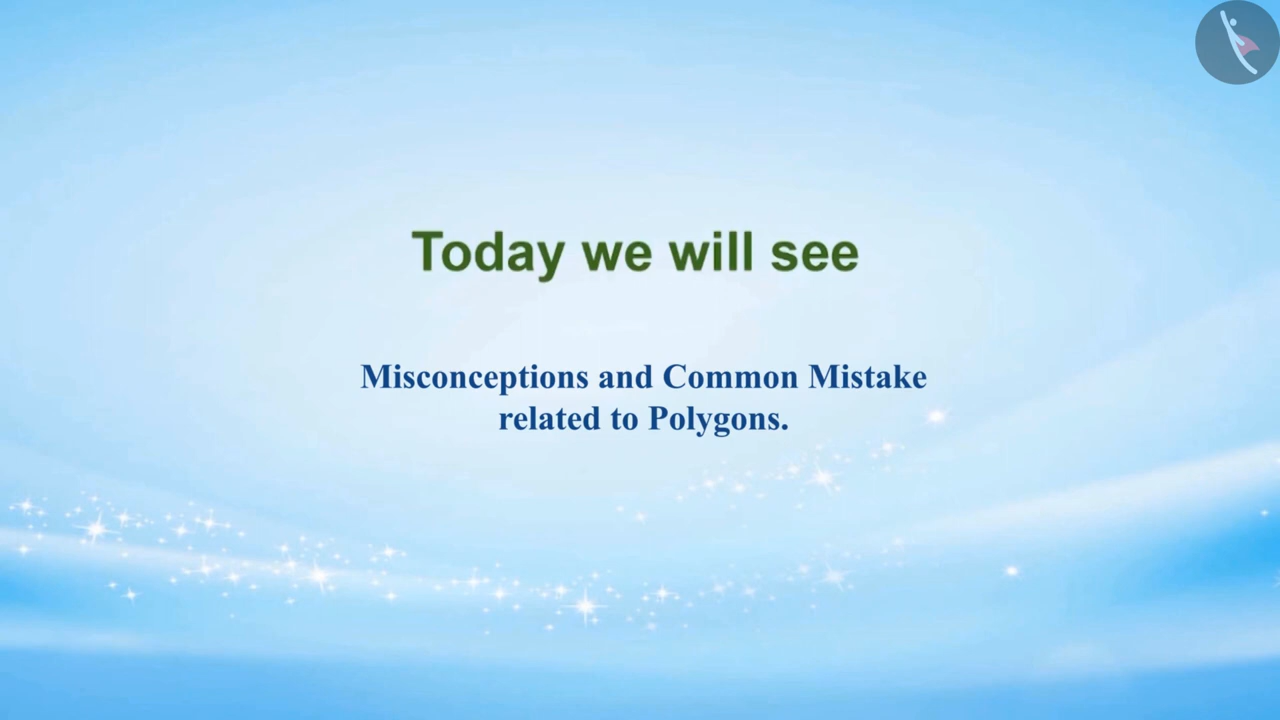 Today we will see
Misconceptions and Common Mistake
related to Polygons.